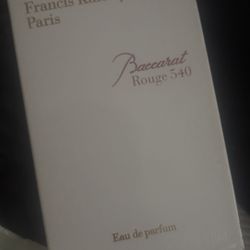 Francis
Paris
Baccarat
Rouge 540
Eau de parfum